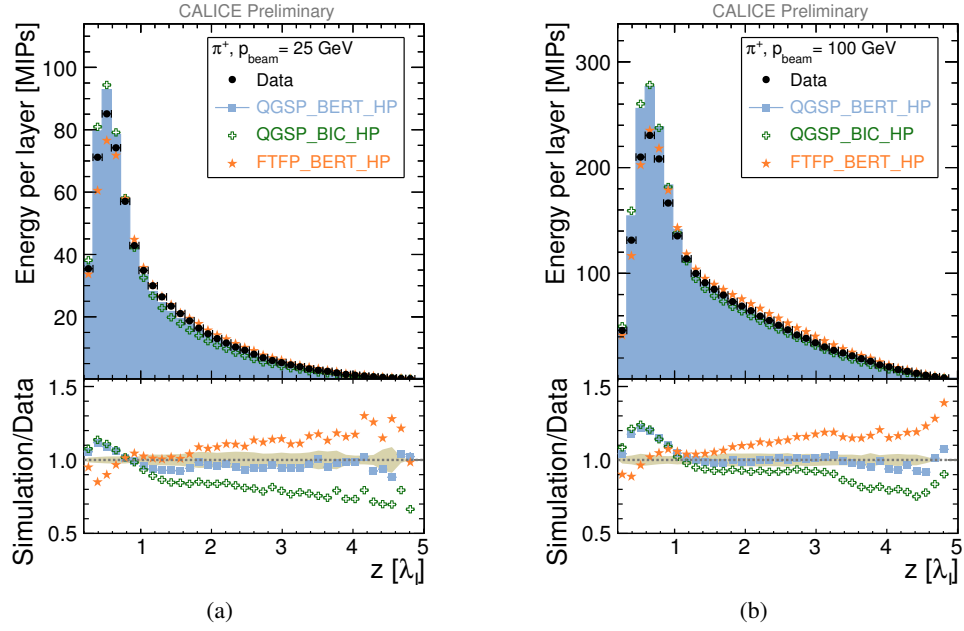 CALICE Preliminary
π⁺, p_beam = 25 GeV
Data
QGSP_BERT_HP
QGSP_BIC_HP
FTFP_BERT_HP
Energy per layer [MIPs]
100
80
60
40
20
Simulation/Data
1.5
1.0
0.5
1 2 3 4 5
z [λ_I]
(a)
CALICE Preliminary
π⁺, p_beam = 100 GeV
Data
QGSP_BERT_HP
QGSP_BIC_HP
FTFP_BERT_HP
Energy per layer [MIPs]
300
200
100
Simulation/Data
1.5
1.0
0.5
1 2 3 4 5
z [λ_I]
(b)